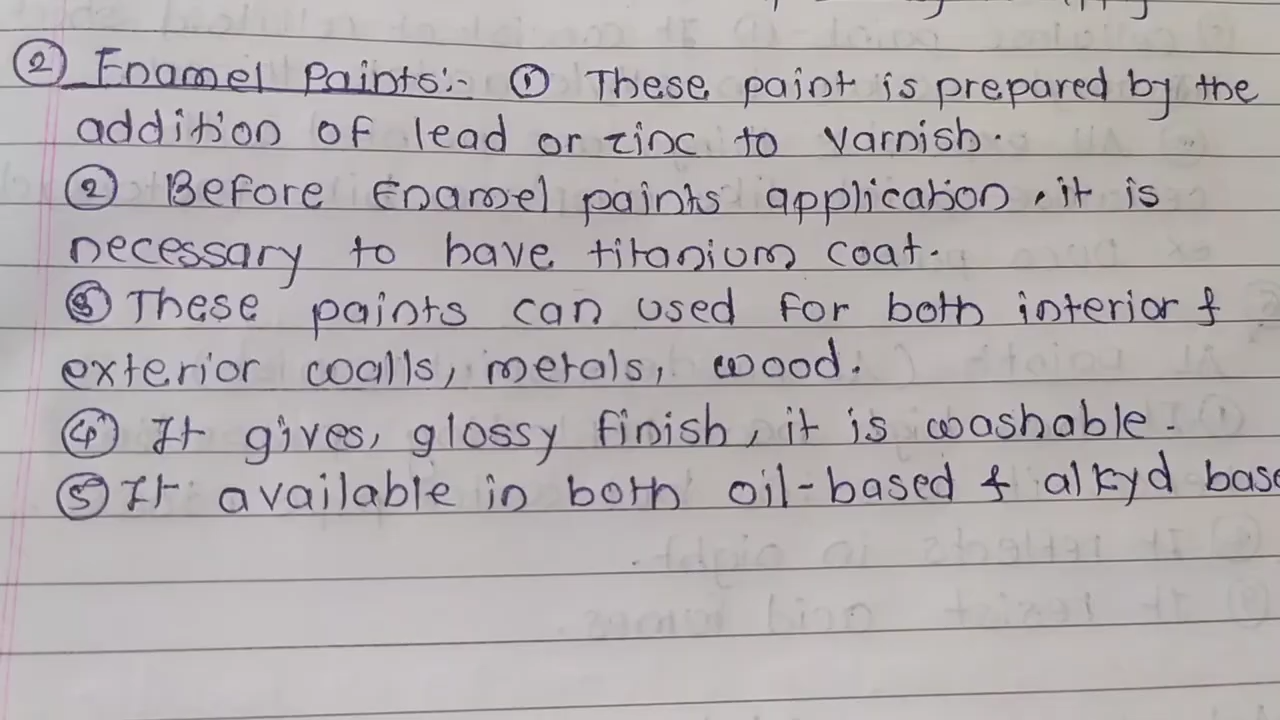 ② Enamel Paints:- ① These paint is prepared by the
addition of lead or zinc to varnish.
② Before Enamel paints application, it is
necessary to have titanium coat.
③ These paints can used for both interior &
exterior walls, metals, wood.
④ It gives, glossy finish, it is washable.
⑤ It available in both oil-based & alkyd base